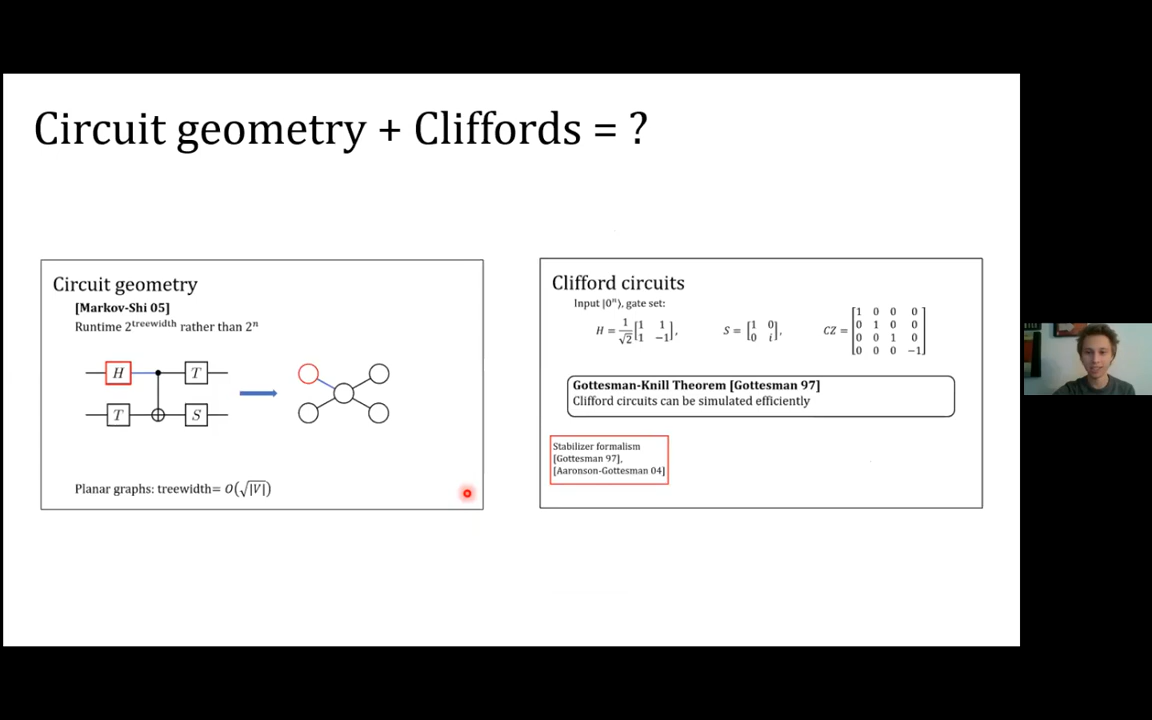 Circuit geometry + Cliffords = ?
Circuit geometry
[Markov-Shi 05]
Runtime 2^treewidth rather than 2^n
H T
T S
Planar graphs: treewidth= O(√|V|)
Clifford circuits
Input |0^n⟩, gate set:
H = 1/√2 [1 1; 1 −1], S = [1 0; 0 i], CZ = [1 0 0 0; 0 1 0 0; 0 0 1 0; 0 0 0 −1]
Gottesman-Knill Theorem [Gottesman 97]
Clifford circuits can be simulated efficiently
Stabilizer formalism
[Gottesman 97],
[Aaronson-Gottesman 04]